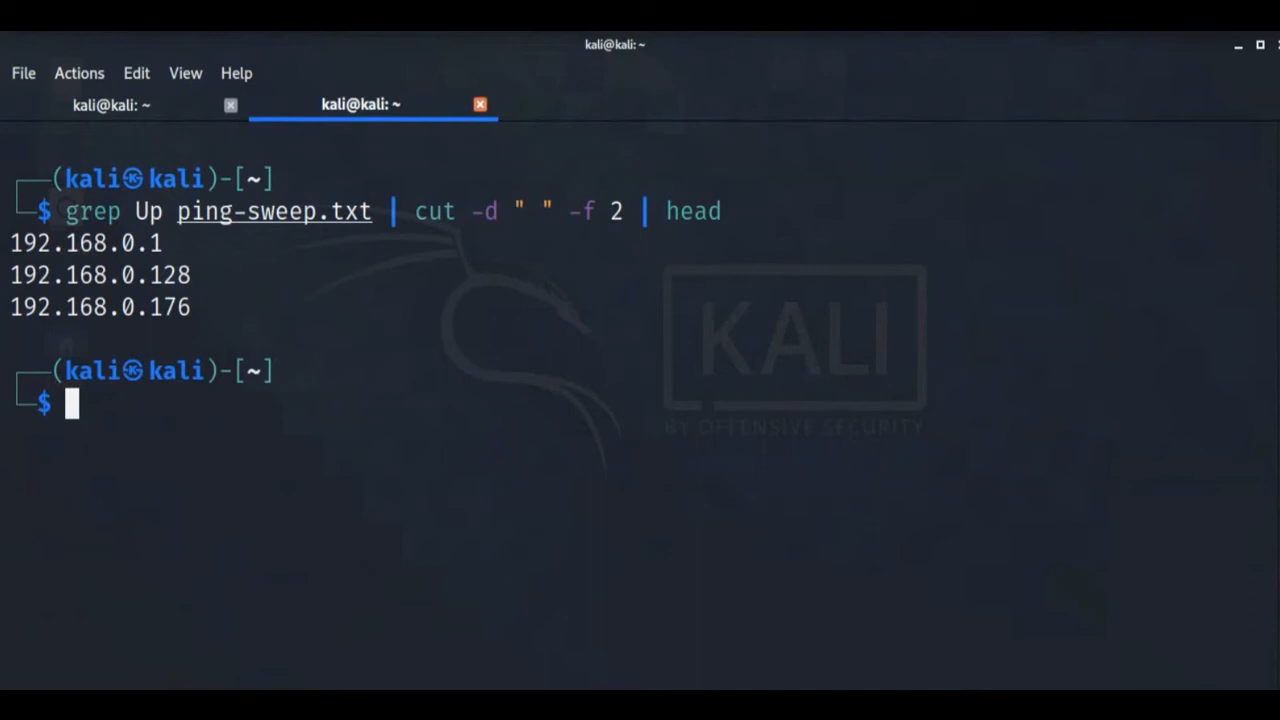 kali@kali: ~
File Actions Edit View Help
kali@kali: ~ kali@kali: ~
(kali㉿kali)-[~]
$ grep Up ping-sweep.txt | cut -d " " -f 2 | head
192.168.0.1
192.168.0.128
192.168.0.176
(kali㉿kali)-[~]
$
KALI
BY OFFENSIVE SECURITY